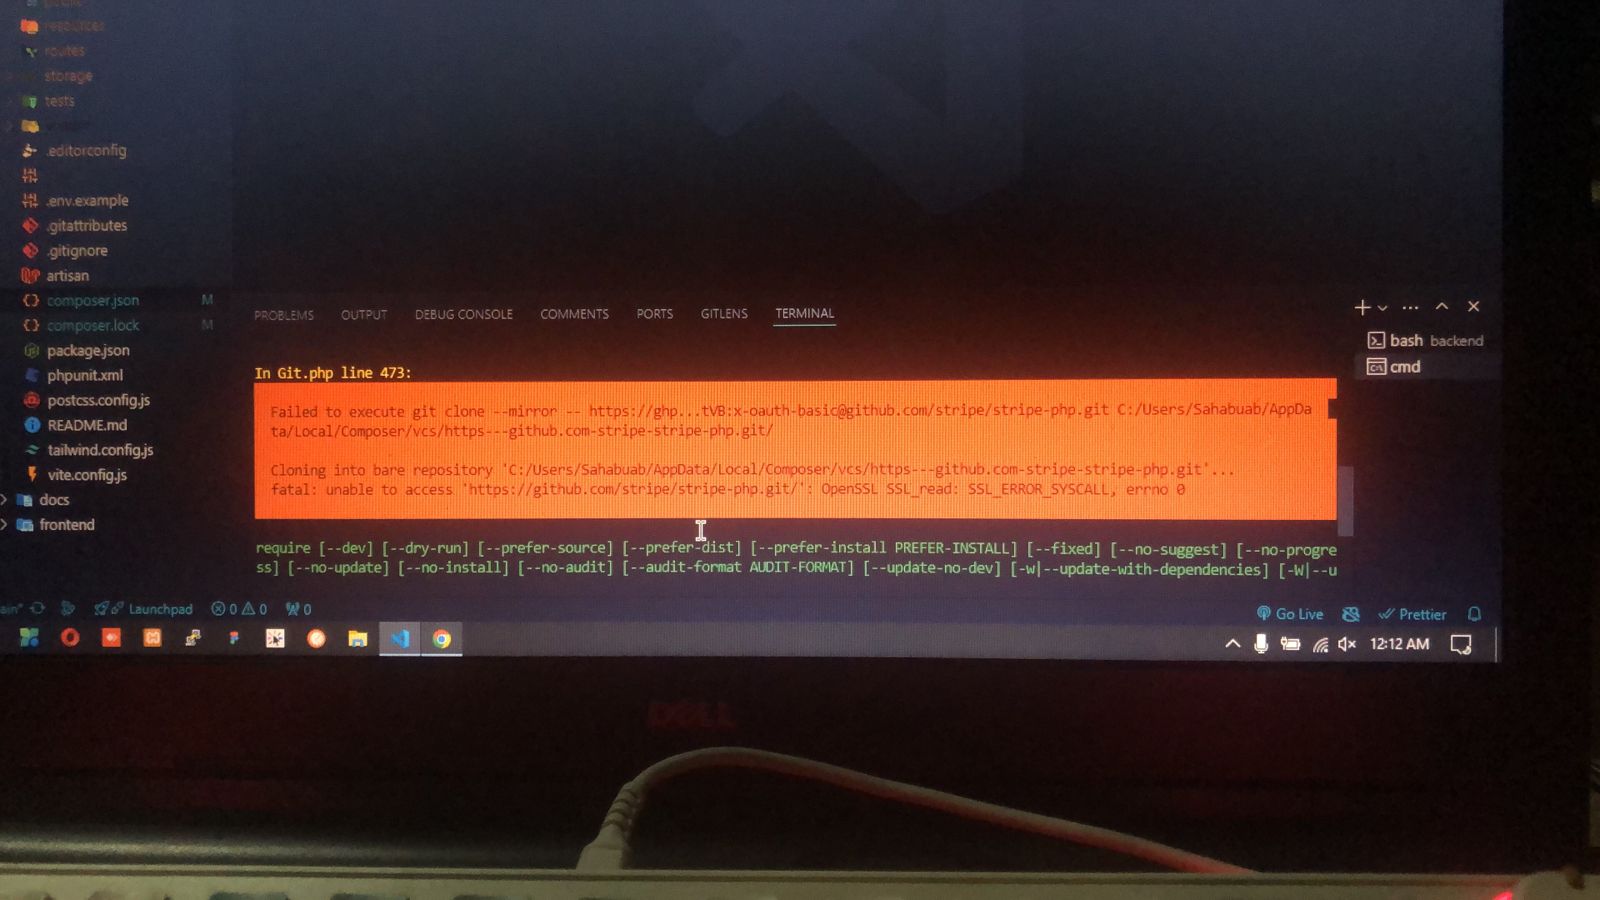 public
resources
routes
storage
tests
.editorconfig
.env.example
.gitattributes
.gitignore
artisan
composer.json M
composer.lock M
package.json
phpunit.xml
postcss.config.js
README.md
tailwind.config.js
vite.config.js
docs
frontend
PROBLEMS OUTPUT DEBUG CONSOLE COMMENTS PORTS GITLENS TERMINAL
bash backend
cmd
In Git.php line 473:
Failed to execute git clone --mirror -- https://ghp...tVB:x-oauth-basic@github.com/stripe/stripe-php.git C:/Users/Sahabuab/AppDa
ta/Local/Composer/vcs/https---github.com-stripe-stripe-php.git/
Cloning into bare repository 'C:/Users/Sahabuab/AppData/Local/Composer/vcs/https---github.com-stripe-stripe-php.git'...
fatal: unable to access 'https://github.com/stripe/stripe-php.git/': OpenSSL SSL_read: SSL_ERROR_SYSCALL, errno 0
require [--dev] [--dry-run] [--prefer-source] [--prefer-dist] [--prefer-install PREFER-INSTALL] [--fixed] [--no-suggest] [--no-progre
ss] [--no-update] [--no-install] [--no-audit] [--audit-format AUDIT-FORMAT] [--update-no-dev] [-w|--update-with-dependencies] [-W|--u
Launchpad 0 0 0 Go Live Prettier
12:12 AM
DELL